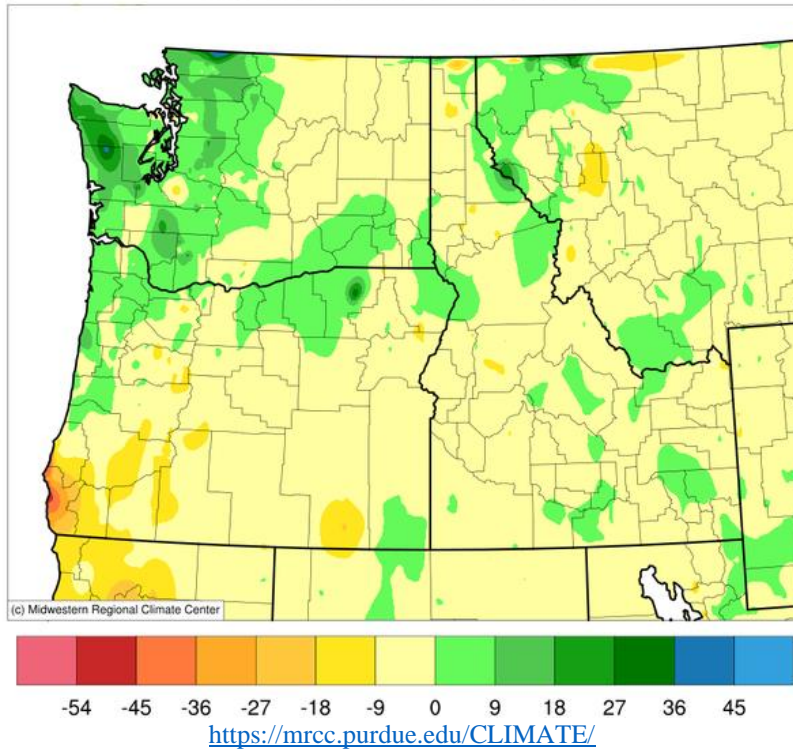 (c) Midwestern Regional Climate Center
-54 -45 -36 -27 -18 -9 0 9 18 27 36 45
https://mrcc.purdue.edu/CLIMATE/